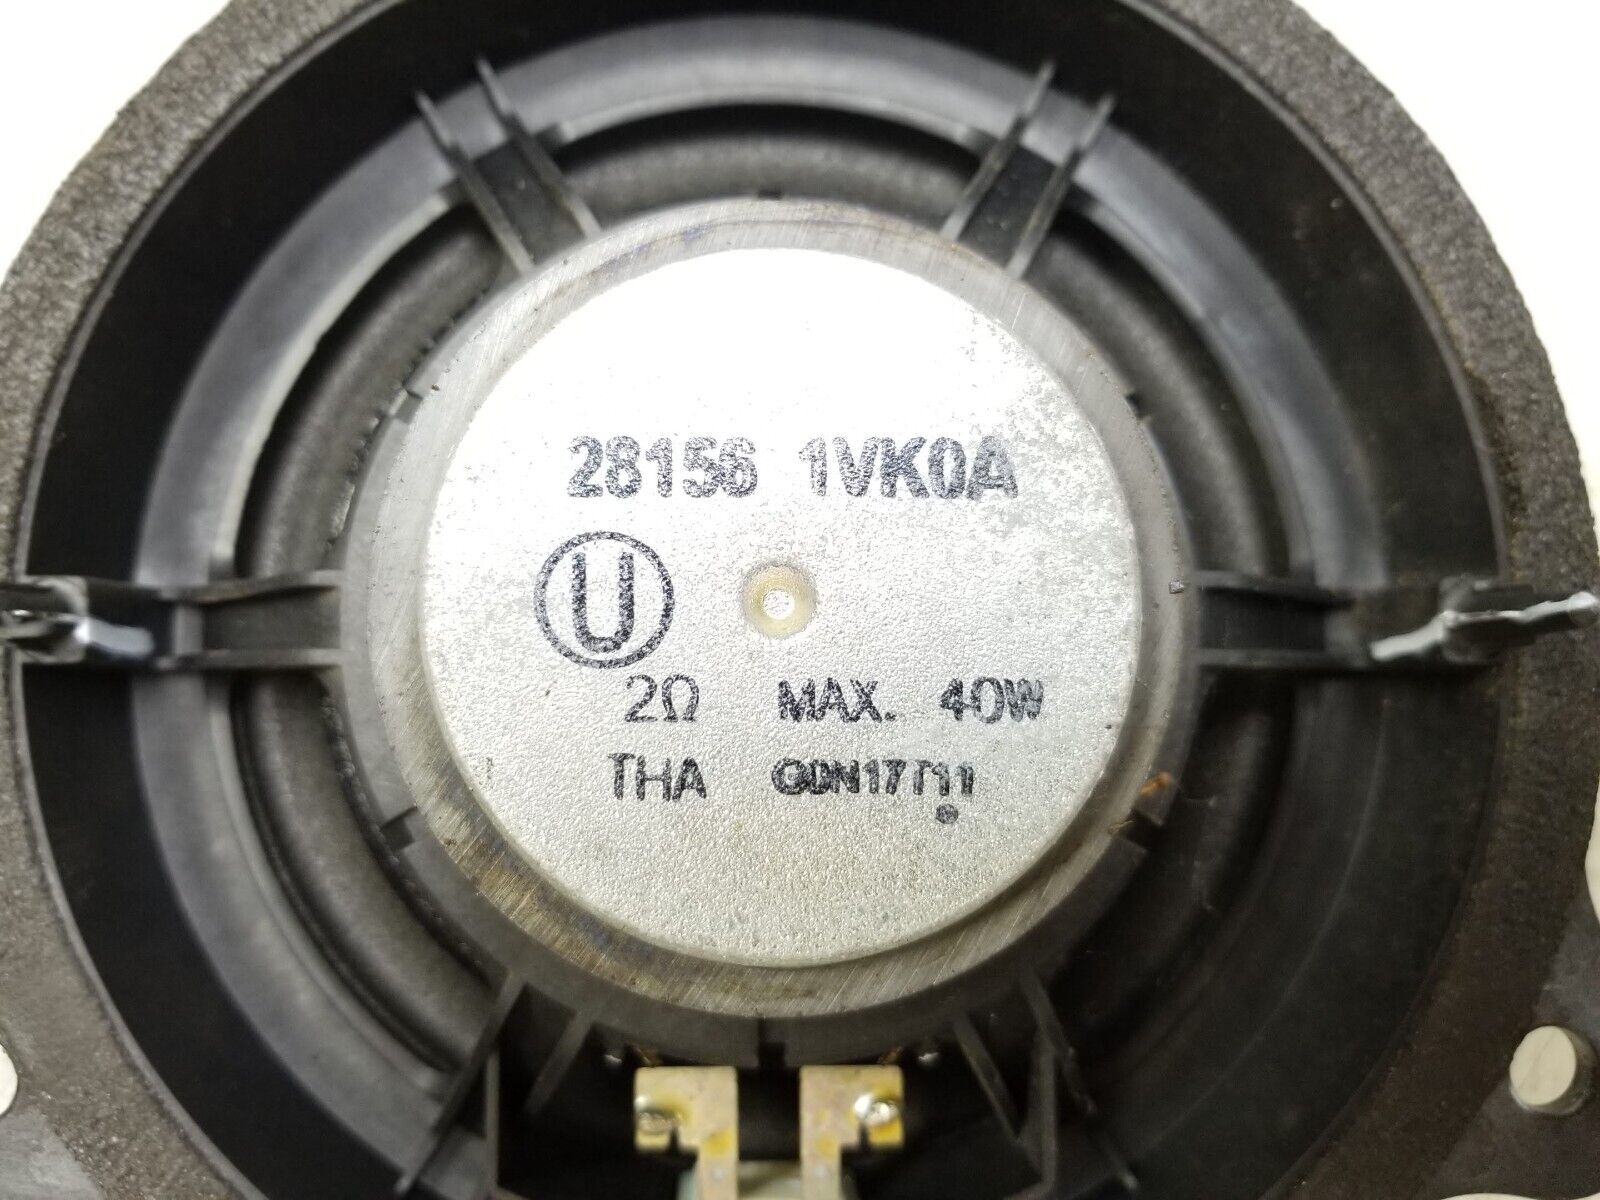 28156 1VK0A
U
2Ω MAX. 40W
THA